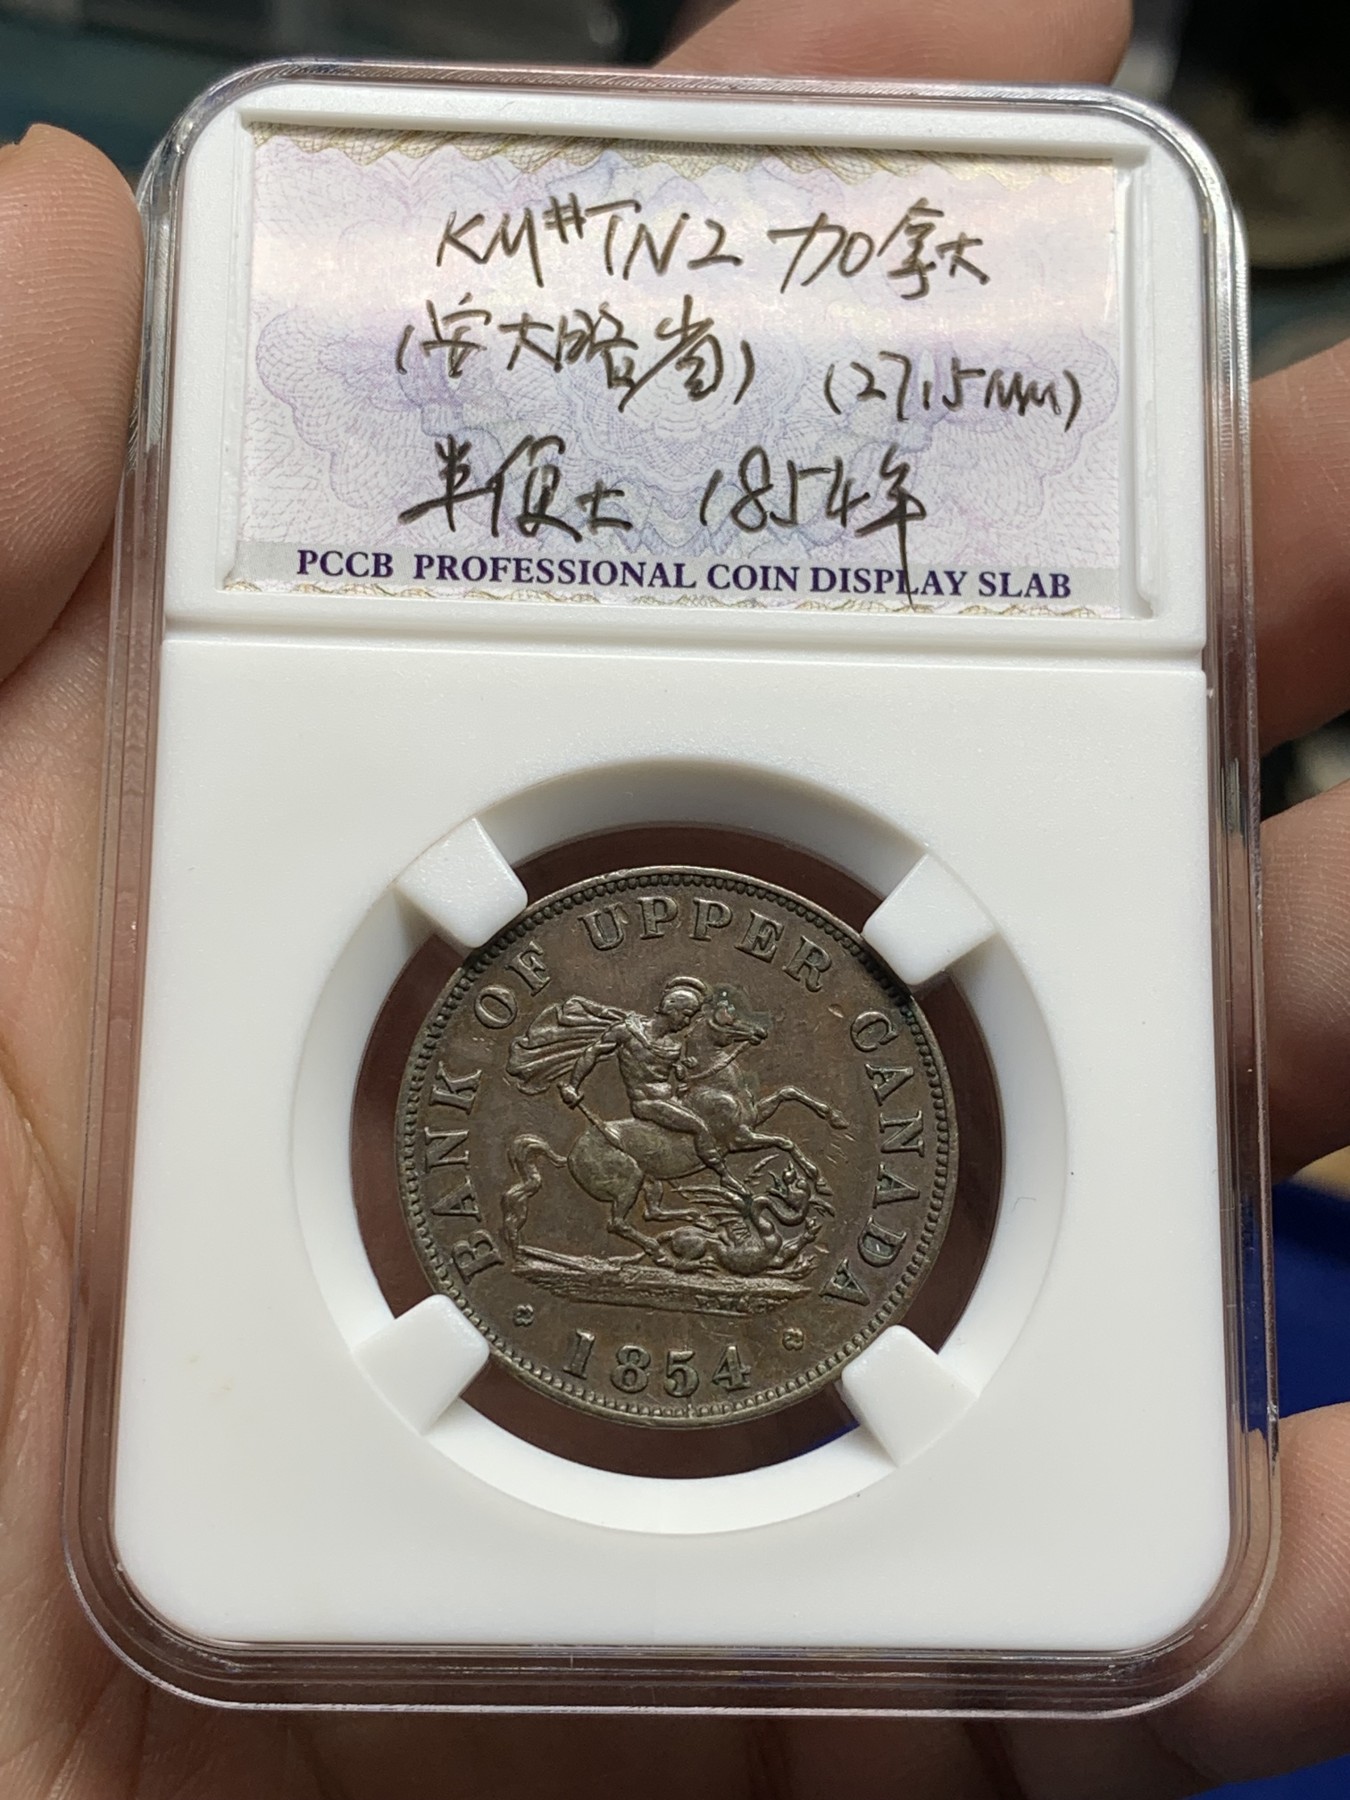 KM#TN2 加拿大
(安大略省) (27.5mm)
半便士 1854年
PCCB PROFESSIONAL COIN DISPLAY SLAB
BANK OF UPPER CANADA
1854